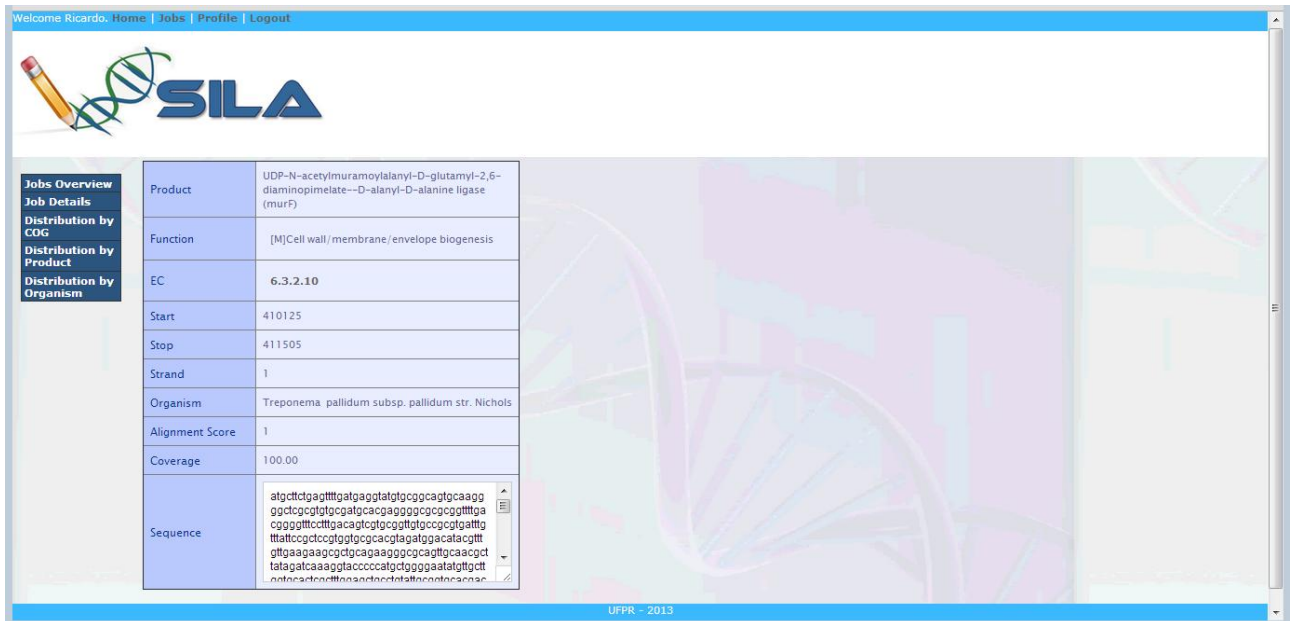 Welcome Ricardo. Home | Jobs | Profile | Logout
SILA
Jobs Overview
Job Details
Distribution by
COG
Distribution by
Product
Distribution by
Organism
Product
UDP-N-acetylmuramoylalanyl-D-glutamyl-2,6-
diaminopimelate--D-alanyl-D-alanine ligase
(murF)
Function
[M]Cell wall/membrane/envelope biogenesis
EC
6.3.2.10
Start
410125
Stop
411505
Strand
1
Organism
Treponema pallidum subsp. pallidum str. Nichols
Alignment Score
1
Coverage
100.00
Sequence
atgcttctgagttttgatgaggtatgtgcggcagtgcaagg
ggctcgcgtgtgcgatgcacgaggggcgcgcggttttga
cggggtttcctttgacagtcgtgcggttgtgccgcgtgatttg
tttattccgctccgtggtgcgcacgtagatggacatacgttt
gttgaagaagcgctgcagaagggcgcagttgcaacgct
tatagatcaaaggtacccccatgctggggaatatgttgctt
UFPR - 2013